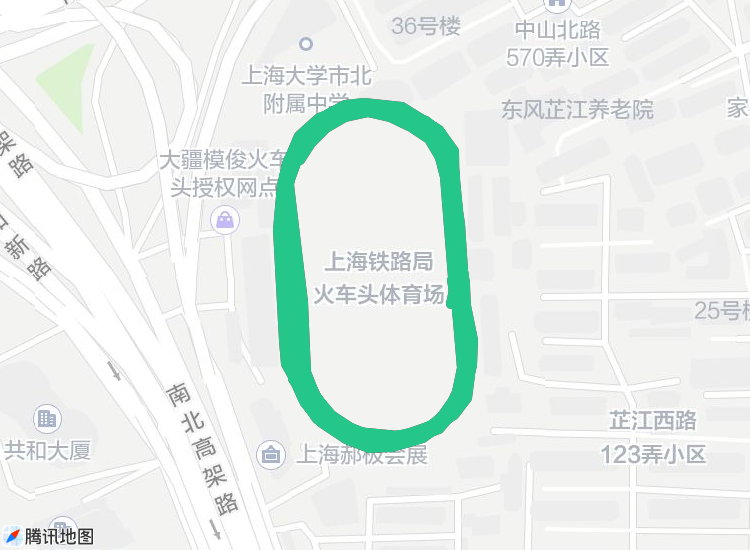 36号楼
中山北路
570弄小区
上海大学市北
附属中学
东风芷江养老院
家
大疆模俊火车
头授权网点
架路
新路
上海铁路局
火车头体育场
25号楼
南北高架路
芷江西路
123弄小区
共和大厦
上海郝极会展
腾讯地图